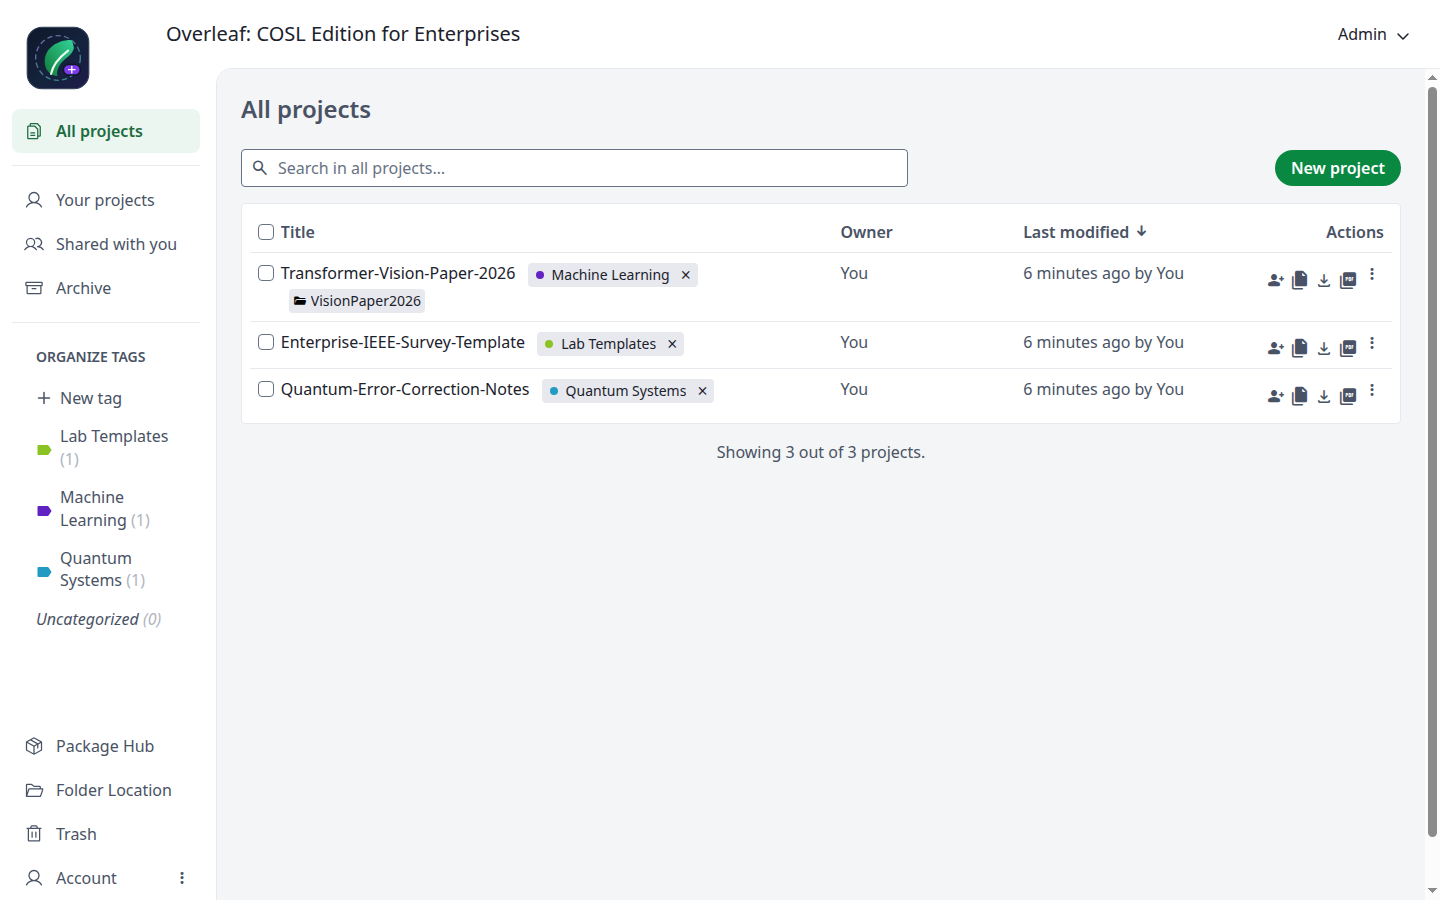 Overleaf: COSL Edition for Enterprises
Admin
All projects
Your projects
Shared with you
Archive
ORGANIZE TAGS
New tag
Lab Templates
(1)
Machine
Learning (1)
Quantum
Systems (1)
Uncategorized (0)
Package Hub
Folder Location
Trash
Account
All projects
Search in all projects...
New project
Title Owner Last modified Actions
Transformer-Vision-Paper-2026 Machine Learning × You 6 minutes ago by You PDF
VisionPaper2026
Enterprise-IEEE-Survey-Template Lab Templates × You 6 minutes ago by You PDF
Quantum-Error-Correction-Notes Quantum Systems × You 6 minutes ago by You PDF
Showing 3 out of 3 projects.